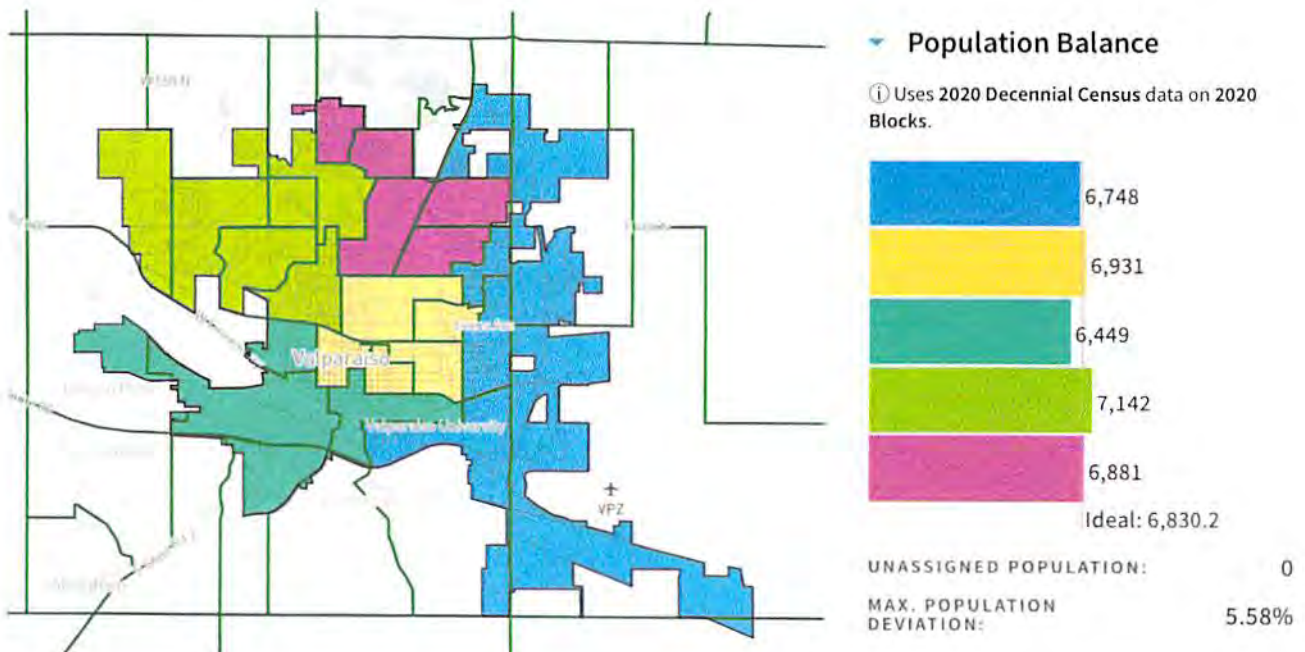 Valparaiso
Valparaiso University
VPZ
Population Balance
Uses 2020 Decennial Census data on 2020
Blocks.
6,748
6,931
6,449
7,142
6,881
Ideal: 6,830.2
UNASSIGNED POPULATION: 0
MAX. POPULATION
DEVIATION: 5.58%